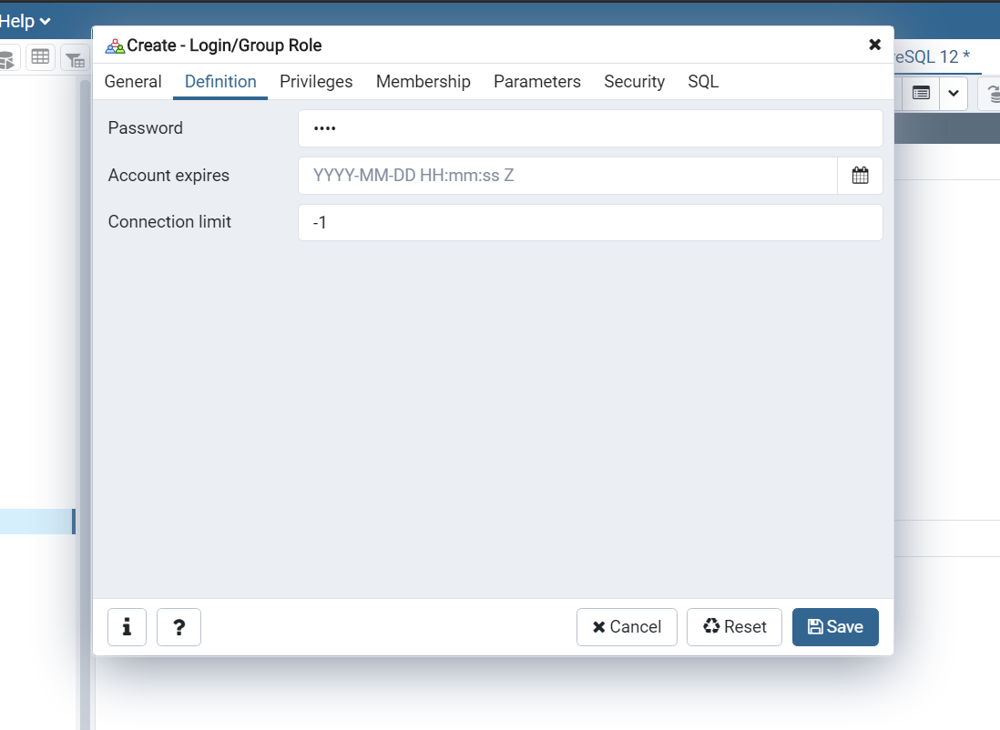 Help
Create - Login/Group Role
eSQL 12 *
General Definition Privileges Membership Parameters Security SQL
Password ••••
Account expires YYYY-MM-DD HH:mm:ss Z
Connection limit -1
i ? Cancel Reset Save